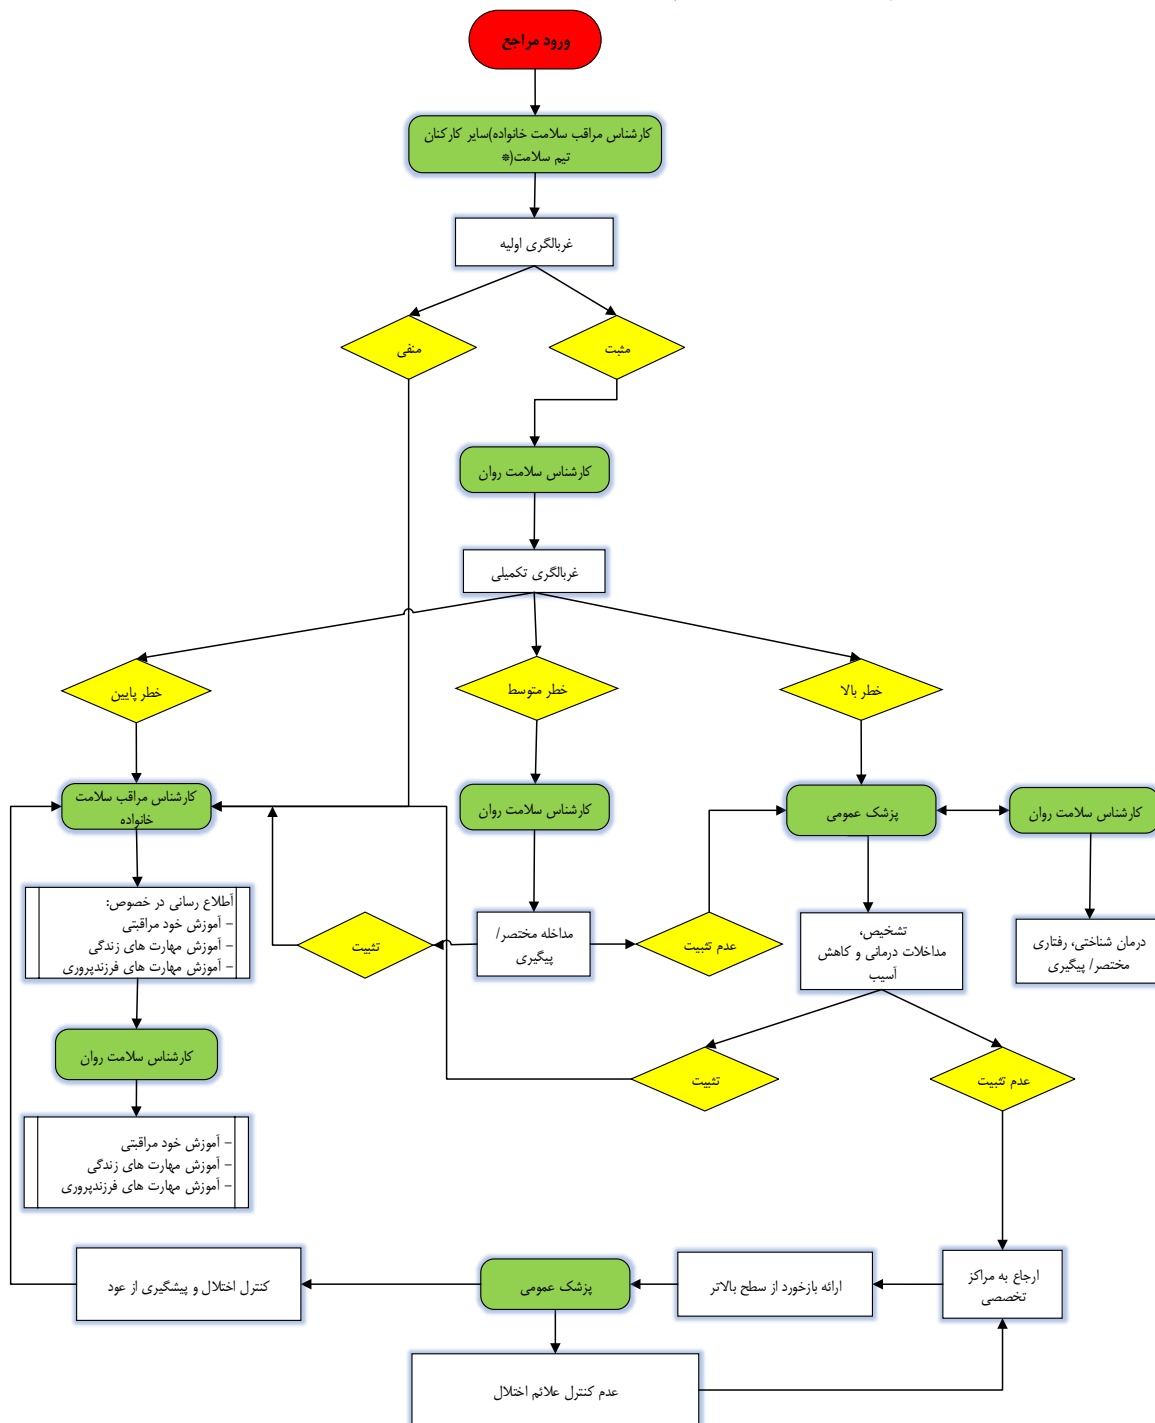 ورود مراجع
کارشناس مراقب سلامت خانواده)سایر کارکنان
تیم سلامت(*
غربالگری اولیه
مثبت
منفی
کارشناس سلامت روان
غربالگری تکمیلی
خطر بالا
خطر متوسط
خطر پایین
کارشناس سلامت روان
پزشک عمومی
کارشناس سلامت روان
کارشناس مراقب سلامت
خانواده
درمان شناختی، رفتاری
مختصر/ پیگیری
تشخیص،
مداخلات درمانی و کاهش
آسیب
عدم تثبیت
مداخله مختصر/
پیگیری
تثبیت
اَطلاع رسانی در خصوص:
- آموزش خود مراقبتی
- آموزش مهارت های زندگی
- آموزش مهارت های فرزندپروری
کارشناس سلامت روان
عدم تثبیت
تثبیت
- آموزش خود مراقبتی
- آموزش مهارت های زندگی
- آموزش مهارت های فرزندپروری
ارجاع به مراکز
تخصصی
ارائه بازخورد از سطح بالاتر
پزشک عمومی
کنترل اختلال و پیشگیری از عود
عدم کنترل علائم اختلال